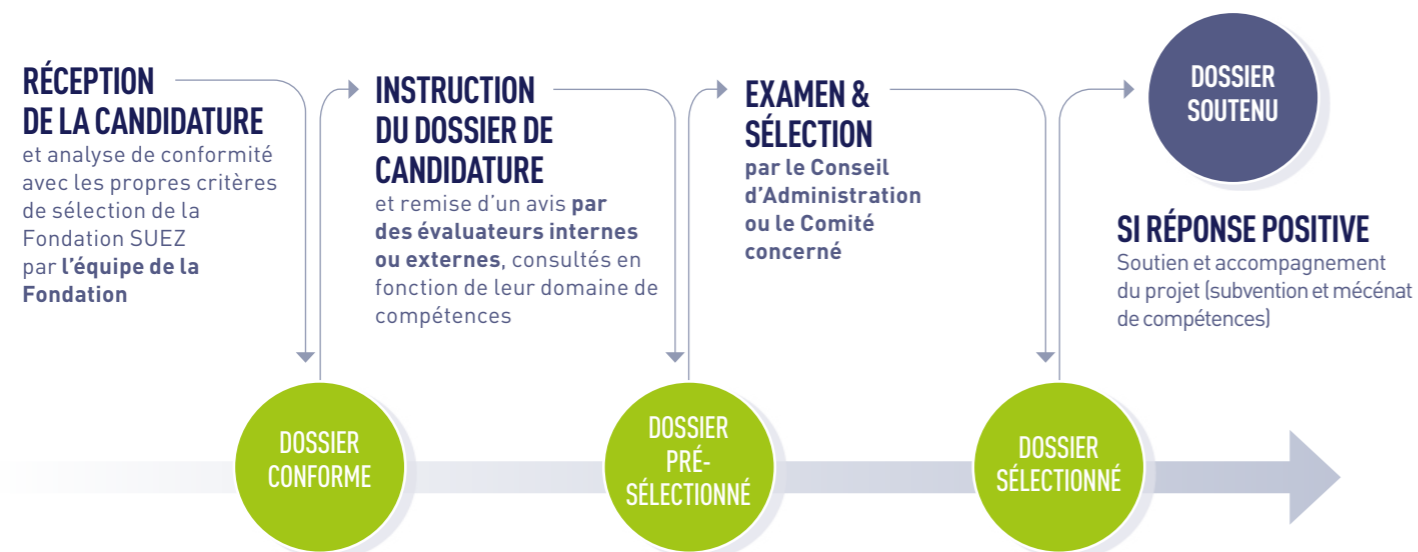 RÉCEPTION
DE LA CANDIDATURE
et analyse de conformité
avec les propres critères
de sélection de la
Fondation SUEZ
par l'équipe de la
Fondation
DOSSIER
CONFORME
INSTRUCTION
DU DOSSIER DE
CANDIDATURE
et remise d'un avis par
des évaluateurs internes
ou externes, consultés en
fonction de leur domaine de
compétences
DOSSIER
PRÉ-
SÉLECTIONNÉ
EXAMEN &
SÉLECTION
par le Conseil
d'Administration
ou le Comité
concerné
DOSSIER
SÉLECTIONNÉ
DOSSIER
SOUTENU
SI RÉPONSE POSITIVE
Soutien et accompagnement
du projet (subvention et mécénat
de compétences)